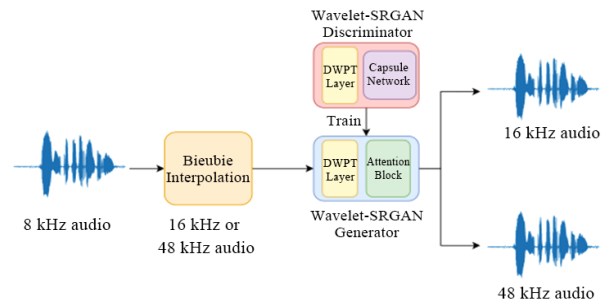 Wavelet-SRGAN
Discriminator
DWPT
Layer
Capsule
Network
Train
16 kHz audio
Bieubie
Interpolation
DWPT
Layer
Attention
Block
8 kHz audio
16 kHz or
48 kHz audio
Wavelet-SRGAN
Generator
48 kHz audio